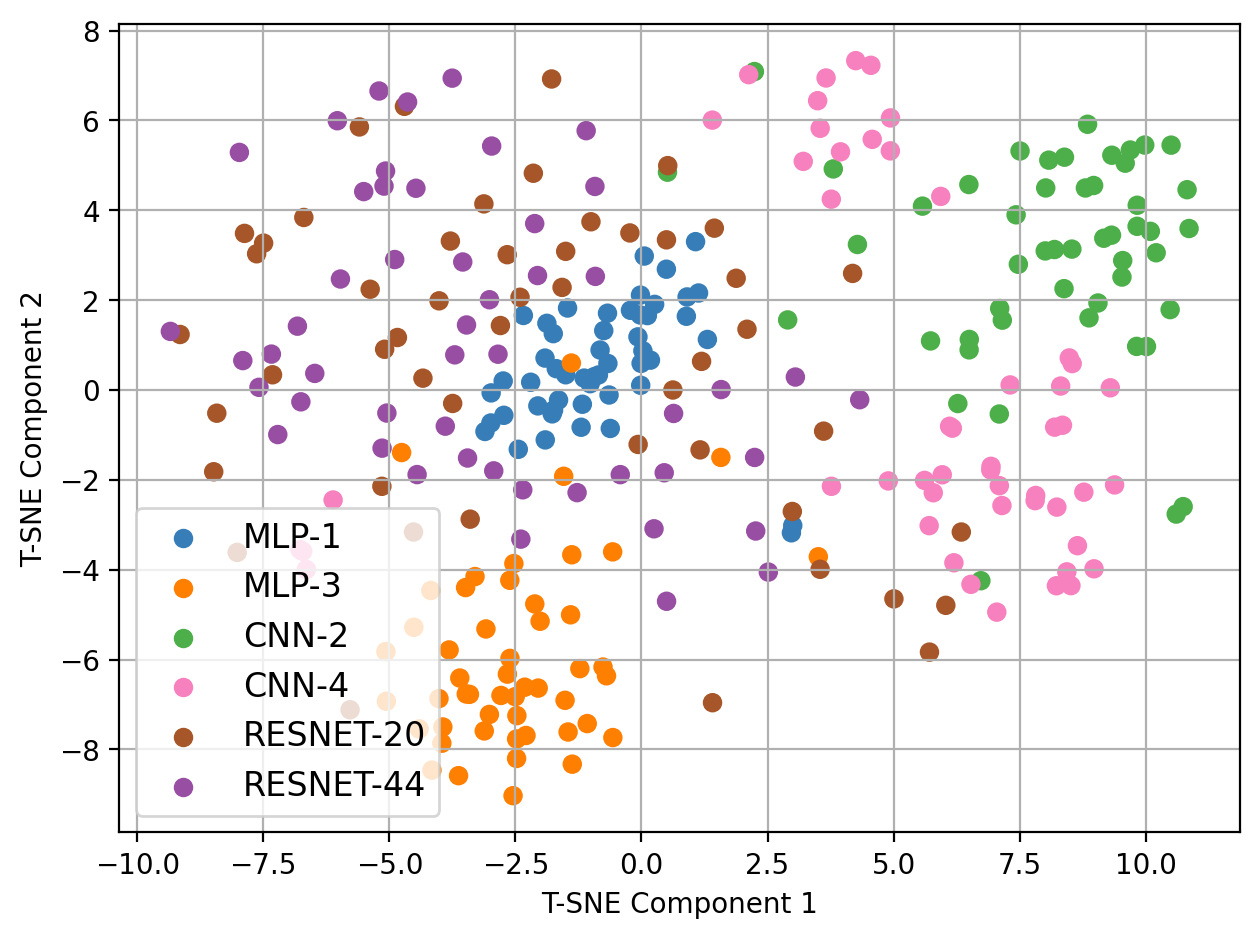 8
6
4
2
0
−2
−4
−6
−8
T-SNE Component 2
MLP-1
MLP-3
CNN-2
CNN-4
RESNET-20
RESNET-44
−10.0 −7.5 −5.0 −2.5 0.0 2.5 5.0 7.5 10.0
T-SNE Component 1